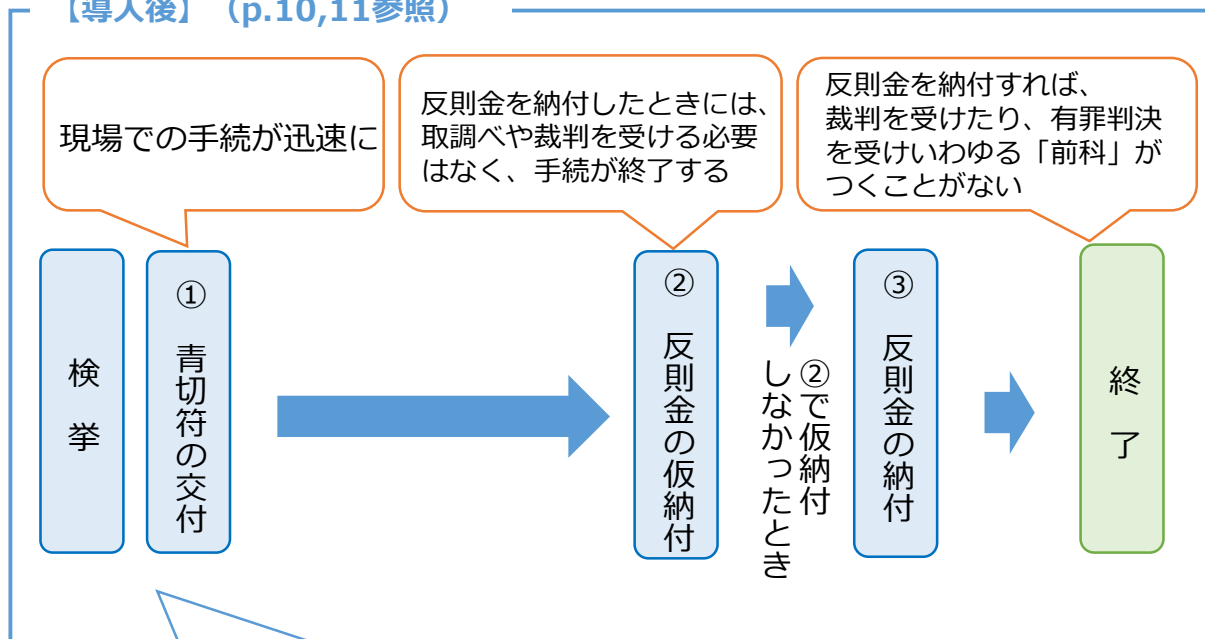 【導入後】（p.10,11参照）
現場での手続が迅速に
反則金を納付したときには、
取調べや裁判を受ける必要
はなく、手続が終了する
反則金を納付すれば、
裁判を受けたり、有罪判決
を受けいわゆる「前科」が
つくことがない
検挙
①　青切符の交付
②　反則金の仮納付
②で仮納付
しなかったとき
③　反則金の納付
終了